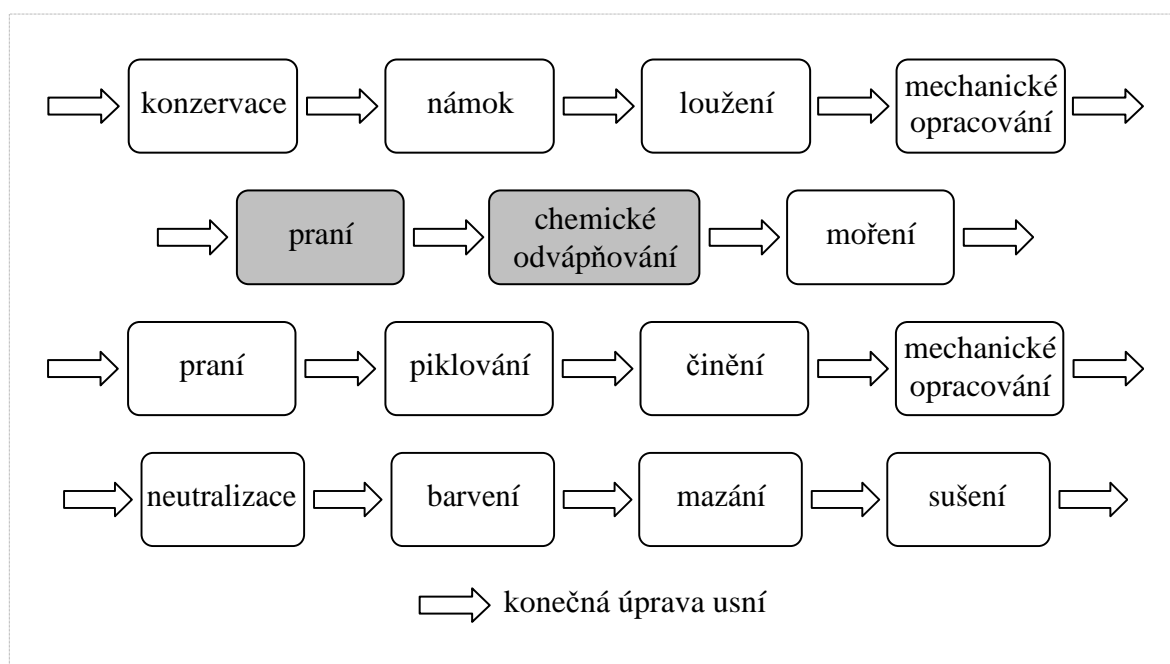 konzervace námok loužení mechanické opracování
praní chemické odvápňování moření
praní piklování činění mechanické opracování
neutralizace barvení mazání sušení
konečná úprava usní